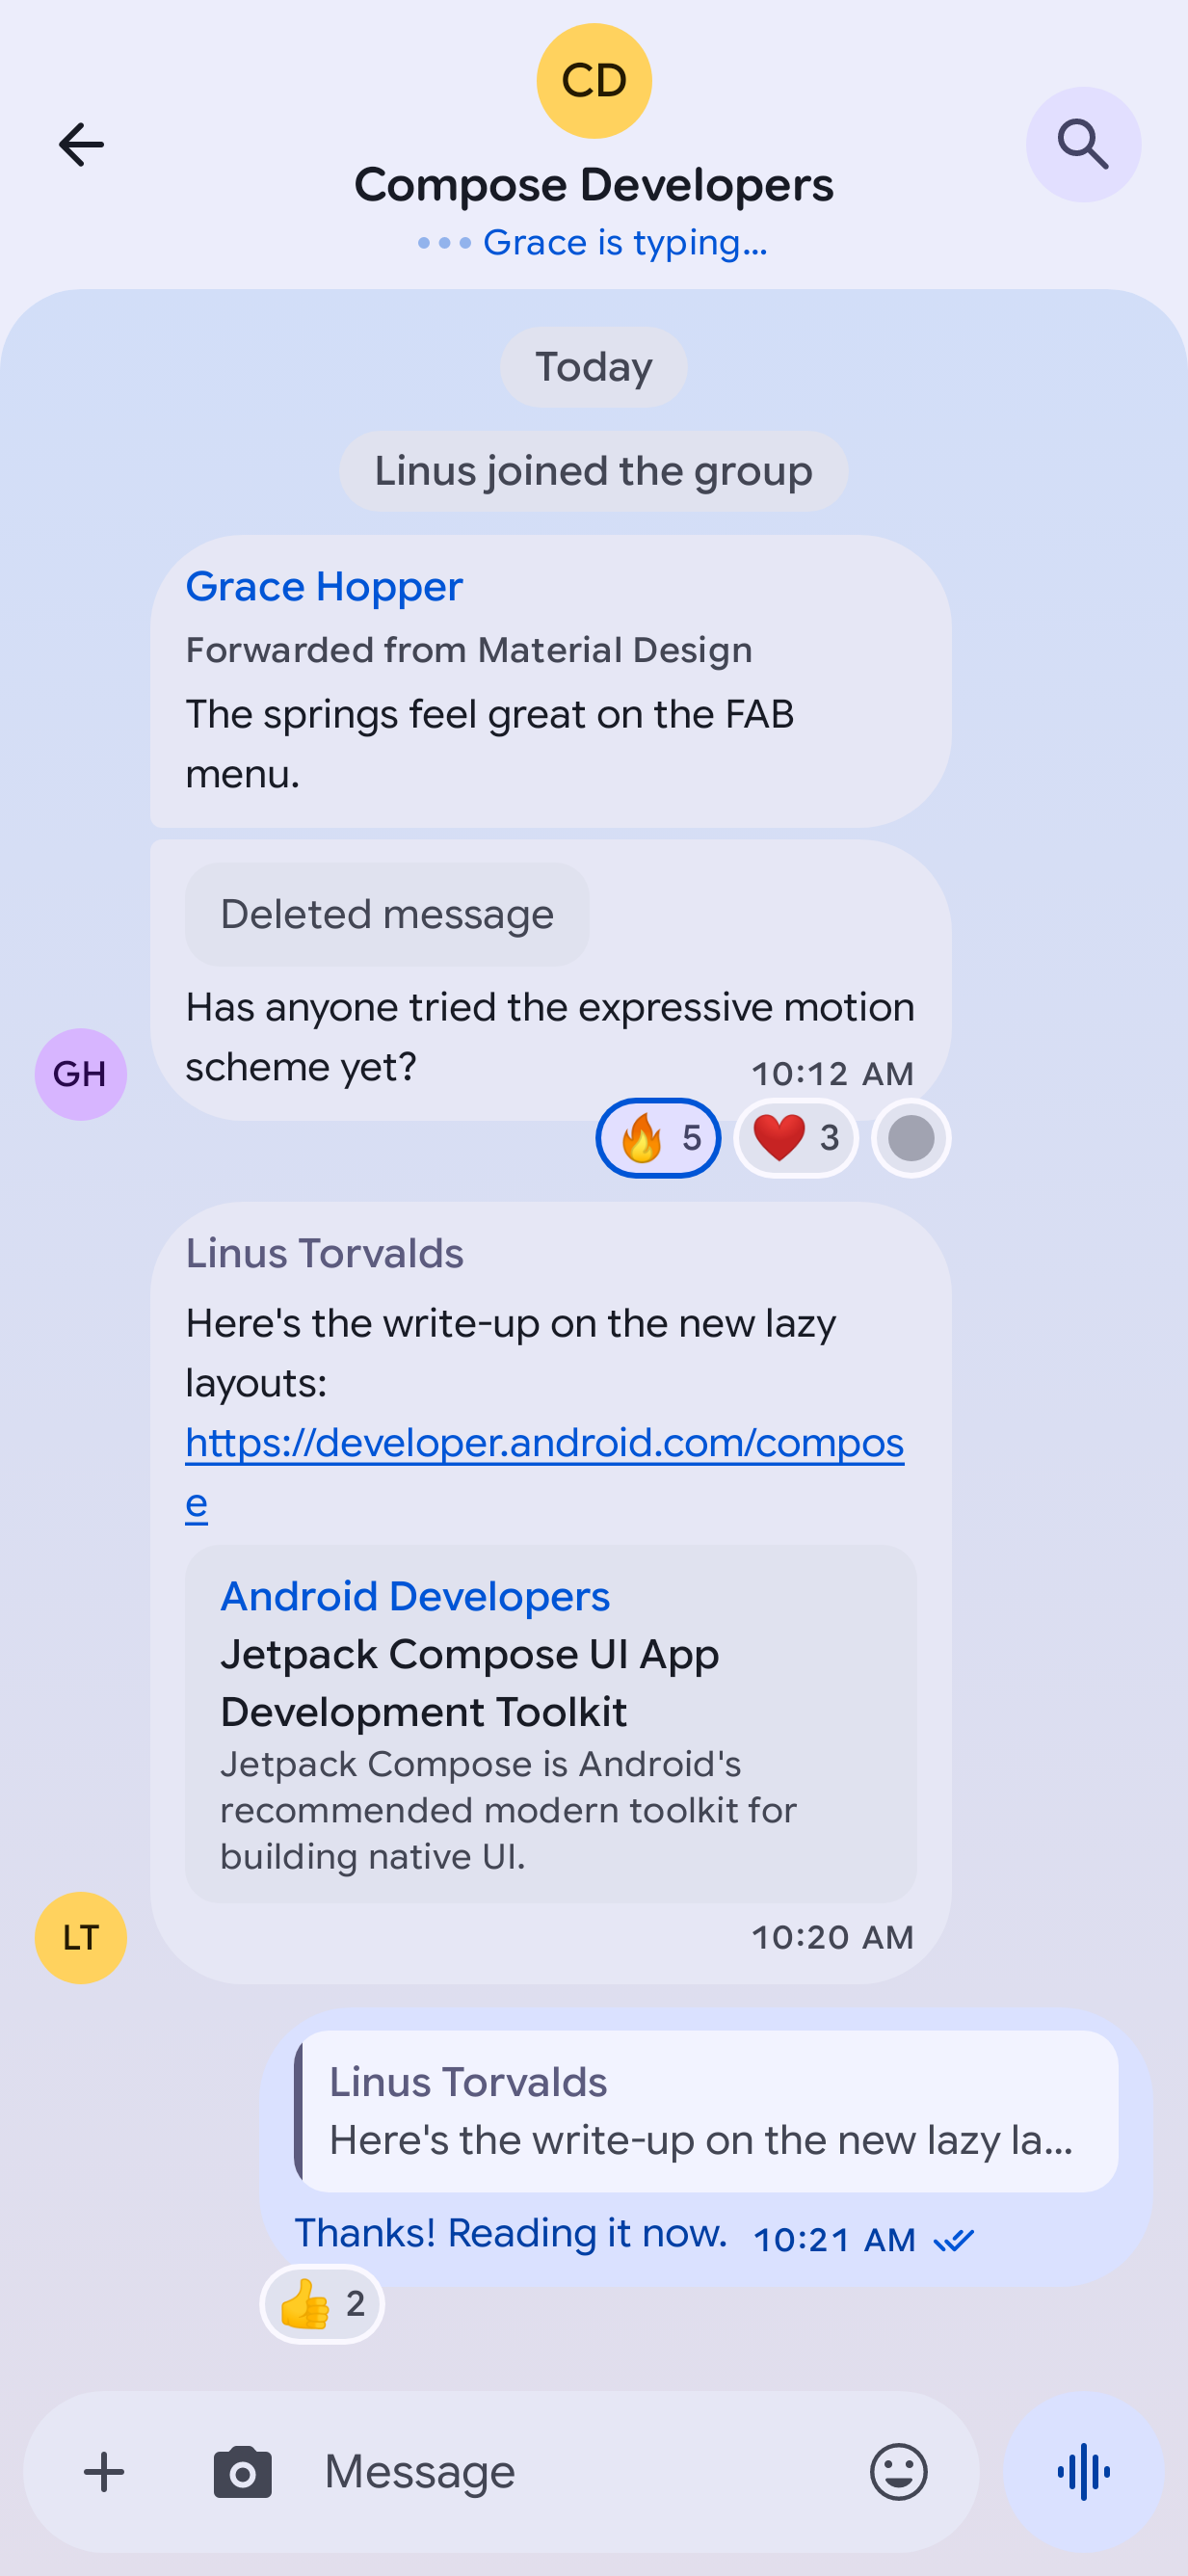 CD
Compose Developers
Grace is typing...
Today
Linus joined the group
Grace Hopper
Forwarded from Material Design
The springs feel great on the FAB
menu.
Deleted message
Has anyone tried the expressive motion
scheme yet?
10:12 AM
GH
🔥 5
❤️ 3
Linus Torvalds
Here's the write-up on the new lazy
layouts:
https://developer.android.com/compos
e
Android Developers
Jetpack Compose UI App
Development Toolkit
Jetpack Compose is Android's
recommended modern toolkit for
building native UI.
10:20 AM
LT
Linus Torvalds
Here's the write-up on the new lazy la...
Thanks! Reading it now. 10:21 AM
👍 2
Message